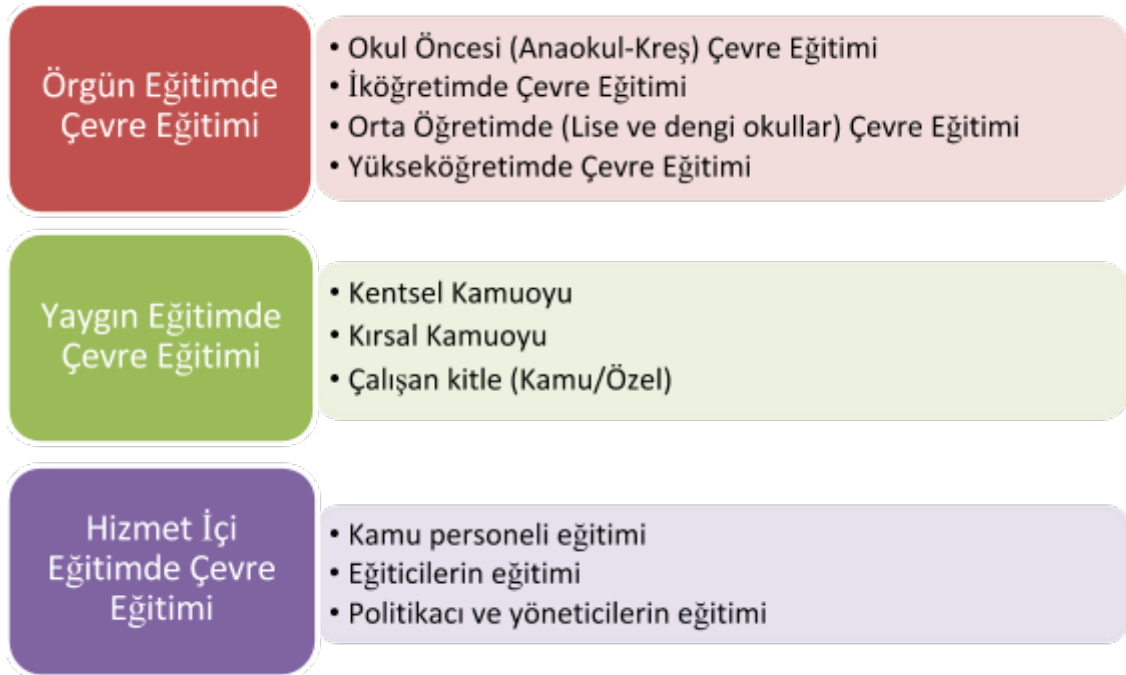 Örgün Eğitimde
Çevre Eğitimi
• Okul Öncesi (Anaokul-Kreş) Çevre Eğitimi
• İköğretimde Çevre Eğitimi
• Orta Öğretimde (Lise ve dengi okullar) Çevre Eğitimi
• Yükseköğretimde Çevre Eğitimi
Yaygın Eğitimde
Çevre Eğitimi
• Kentsel Kamuoyu
• Kırsal Kamuoyu
• Çalışan kitle (Kamu/Özel)
Hizmet İçi
Eğitimde Çevre
Eğitimi
• Kamu personeli eğitimi
• Eğiticilerin eğitimi
• Politikacı ve yöneticilerin eğitimi